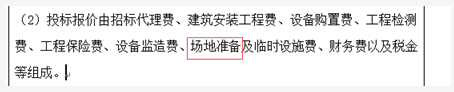 （2）投标报价由招标代理费、建筑安装工程费、设备购置费、工程检测
费、工程保险费、设备监造费、场地准备及临时设施费、财务费以及税金
等组成。